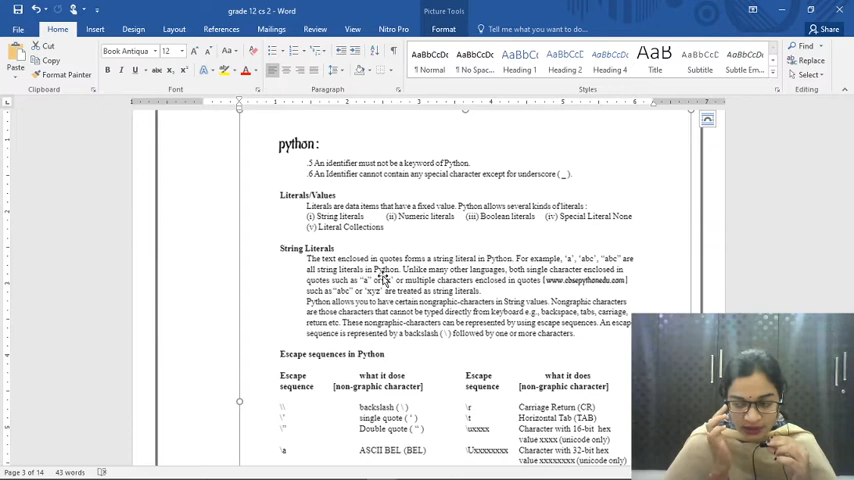 grade 12 cs 2 - Word
Picture Tools
File Home Insert Design Layout References Mailings Review View Nitro Pro Format Tell me what you want to do... Share
Cut
Copy
Format Painter
Paste
Book Antiqua 12
Clipboard Font Paragraph Styles Editing
AaBbCcDc AaBbCcDc AaBbC AaBbCc AaBbCcD AaB AaBbCcD AaBbCcDc
¶ Normal ¶ No Spac... Heading 1 Heading 2 Heading 4 Title Subtitle Subtle Em...
Find
Replace
Select
python :
.5 An identifier must not be a keyword of Python.
.6 An Identifier cannot contain any special character except for underscore ( _ ).
Literals/Values
Literals are data items that have a fixed value. Python allows several kinds of literals :
(i) String literals (ii) Numeric literals (iii) Boolean literals (iv) Special Literal None
(v) Literal Collections
String Literals
The text enclosed in quotes forms a string literal in Python. For example, ‘a’, ‘abc’, “abc” are
all string literals in Python. Unlike many other languages, both single character enclosed in
quotes such as “a” or ‘x’ or multiple characters enclosed in quotes [www.cbsepythonedu.com]
such as “abc” or ‘xyz’ are treated as string literals.
Python allows you to have certain nongraphic-characters in String values. Nongraphic characters
are those characters that cannot be typed directly from keyboard e.g., backspace, tabs, carriage,
return etc. These nongraphic-characters can be represented by using escape sequences. An escape
sequence is represented by a backslash ( \ ) followed by one or more characters.
Escape sequences in Python
Escape what it dose Escape what it does
sequence [non-graphic character] sequence [non-graphic character]
\\ backslash ( \ ) \r Carriage Return (CR)
\' single quote ( ‘ ) \t Horizontal Tab (TAB)
\" Double quote ( “ ) \uxxxx Character with 16-bit hex
value xxxx (unicode only)
\a ASCII BEL (BEL) \Uxxxxxxxx Character with 32-bit hex
value xxxxxxxx (unicode only)
Page 3 of 14 43 words